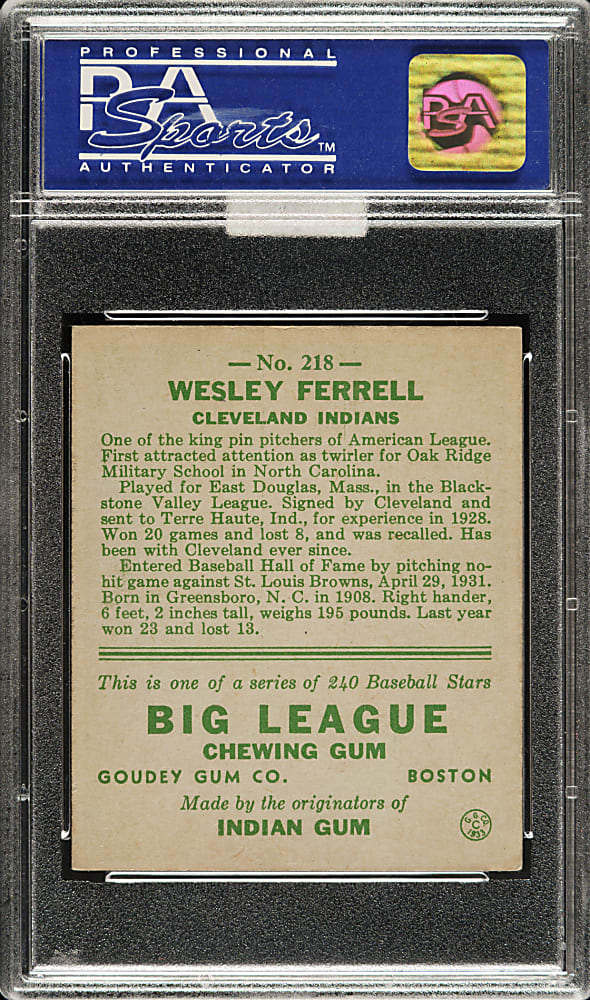 PROFESSIONAL
PSA
Sports™
AUTHENTICATOR
PSA
— No. 218 —
WESLEY FERRELL
CLEVELAND INDIANS
One of the king pin pitchers of American League.
First attracted attention as twirler for Oak Ridge
Military School in North Carolina.
Played for East Douglas, Mass., in the Black-
stone Valley League. Signed by Cleveland and
sent to Terre Haute, Ind., for experience in 1928.
Won 20 games and lost 8, and was recalled. Has
been with Cleveland ever since.
Entered Baseball Hall of Fame by pitching no-
hit game against St. Louis Browns, April 29, 1931.
Born in Greensboro, N. C. in 1908. Right hander,
6 feet, 2 inches tall, weighs 195 pounds. Last year
won 23 and lost 13.
This is one of a series of 240 Baseball Stars
BIG LEAGUE
CHEWING GUM
GOUDEY GUM CO. BOSTON
Made by the originators of
INDIAN GUM
G. G. CO.
C
1933